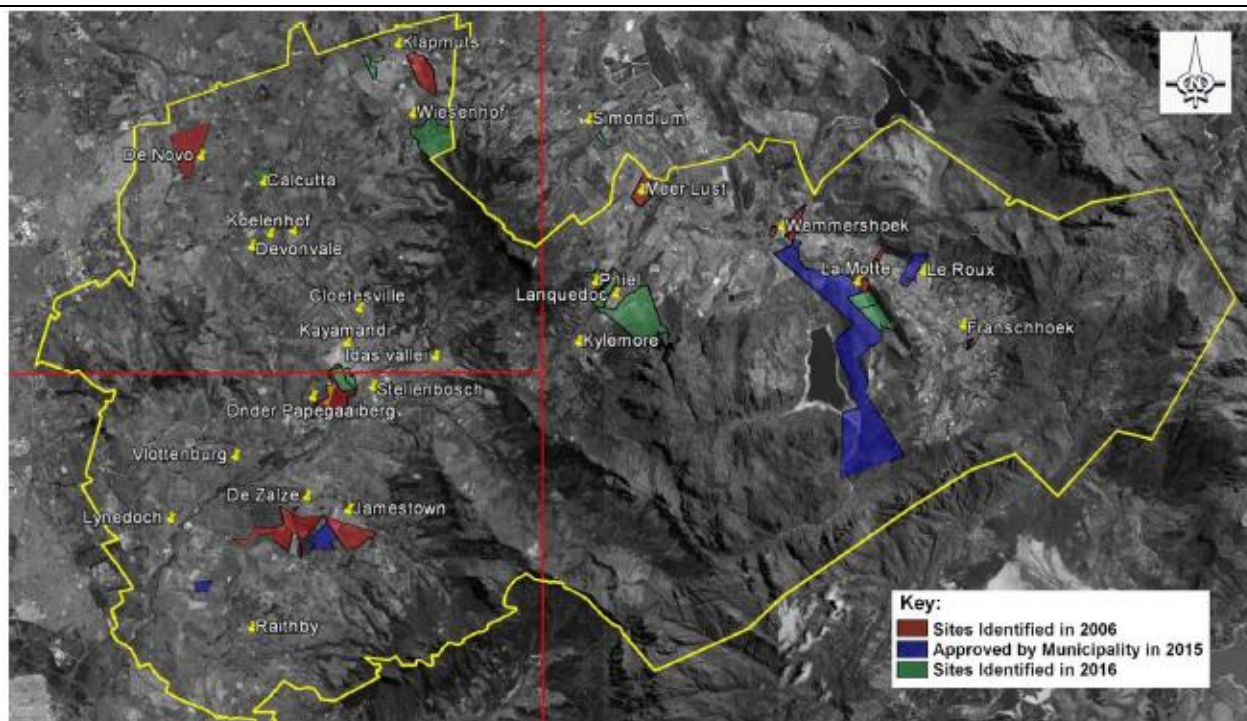 Klapmuts
Wiesenhof
Simondium
De Novo
Calcutta
Meer Lust
Koelenhof
Devonvale
Wemmershoek
La Motte
Le Roux
Pniel
Lanquedoc
Cloetesville
Kayamandi
Idas vallei
Kylemore
Franschhoek
Stellenbosch
Onder Papegaaiberg
Vlottenburg
De Zalze
Jamestown
Lynedoch
Raithby
Key:
Sites Identified in 2006
Approved by Municipality in 2015
Sites Identified in 2016